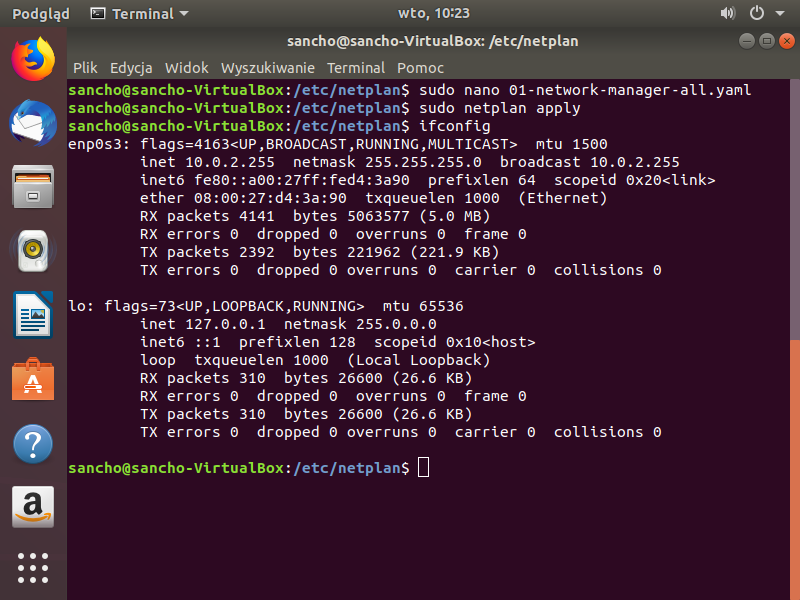 Podgląd Terminal wto, 10:23
sancho@sancho-VirtualBox: /etc/netplan
Plik Edycja Widok Wyszukiwanie Terminal Pomoc
sancho@sancho-VirtualBox:/etc/netplan$ sudo nano 01-network-manager-all.yaml
sancho@sancho-VirtualBox:/etc/netplan$ sudo netplan apply
sancho@sancho-VirtualBox:/etc/netplan$ ifconfig
enp0s3: flags=4163<UP,BROADCAST,RUNNING,MULTICAST>  mtu 1500
        inet 10.0.2.255  netmask 255.255.255.0  broadcast 10.0.2.255
        inet6 fe80::a00:27ff:fed4:3a90  prefixlen 64  scopeid 0x20<link>
        ether 08:00:27:d4:3a:90  txqueuelen 1000  (Ethernet)
        RX packets 4141  bytes 5063577 (5.0 MB)
        RX errors 0  dropped 0  overruns 0  frame 0
        TX packets 2392  bytes 221962 (221.9 KB)
        TX errors 0  dropped 0 overruns 0  carrier 0  collisions 0
lo: flags=73<UP,LOOPBACK,RUNNING>  mtu 65536
        inet 127.0.0.1  netmask 255.0.0.0
        inet6 ::1  prefixlen 128  scopeid 0x10<host>
        loop  txqueuelen 1000  (Local Loopback)
        RX packets 310  bytes 26600 (26.6 KB)
        RX errors 0  dropped 0  overruns 0  frame 0
        TX packets 310  bytes 26600 (26.6 KB)
        TX errors 0  dropped 0 overruns 0  carrier 0  collisions 0
sancho@sancho-VirtualBox:/etc/netplan$